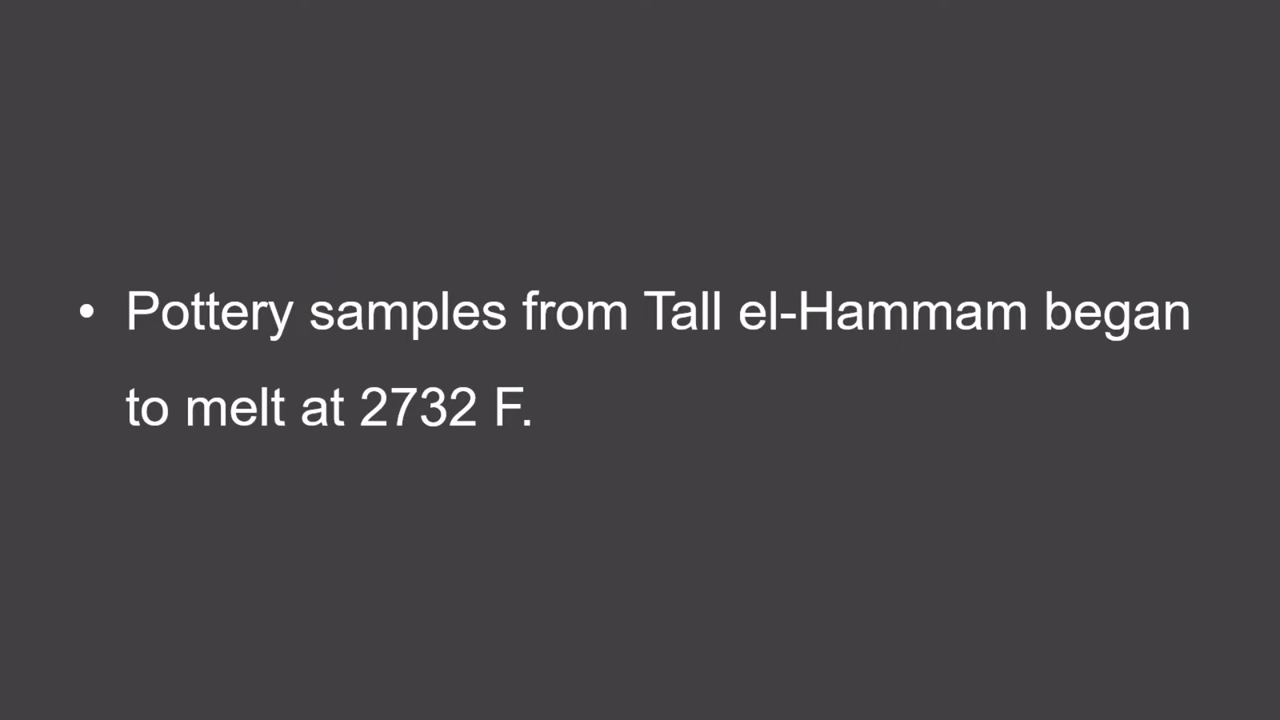 • Pottery samples from Tall el-Hammam began
to melt at 2732 F.